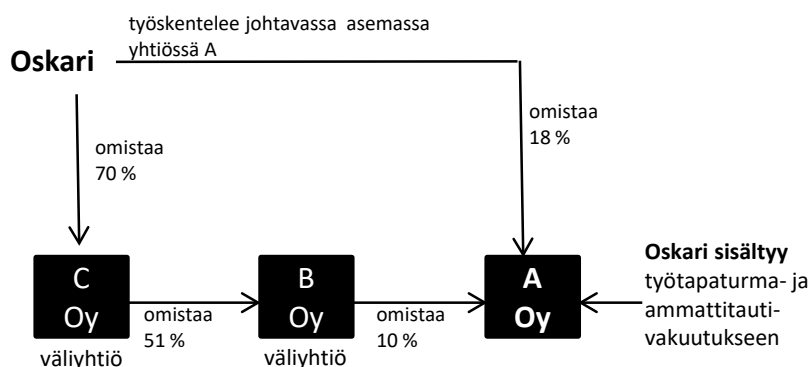 työskentelee johtavassa asemassa
yhtiössä A
Oskari
omistaa
70 %
omistaa
18 %
C
Oy
väliyhtiö
omistaa
51 %
B
Oy
väliyhtiö
omistaa
10 %
A
Oy
Oskari sisältyy
työtapaturma- ja
ammattitauti-
vakuutukseen